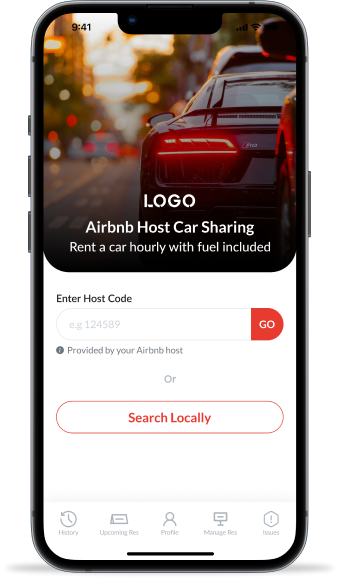 9:41
LOGO
Airbnb Host Car Sharing
Rent a car hourly with fuel included
Enter Host Code
e.g 124589
GO
Provided by your Airbnb host
Or
Search Locally
History
Upcoming Res
Profile
Manage Res
Issues